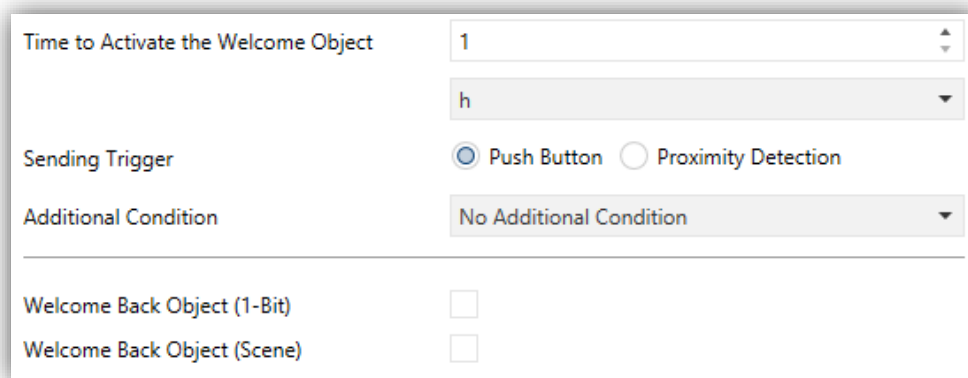 Time to Activate the Welcome Object 1
h
Sending Trigger Push Button Proximity Detection
Additional Condition No Additional Condition
Welcome Back Object (1-Bit)
Welcome Back Object (Scene)